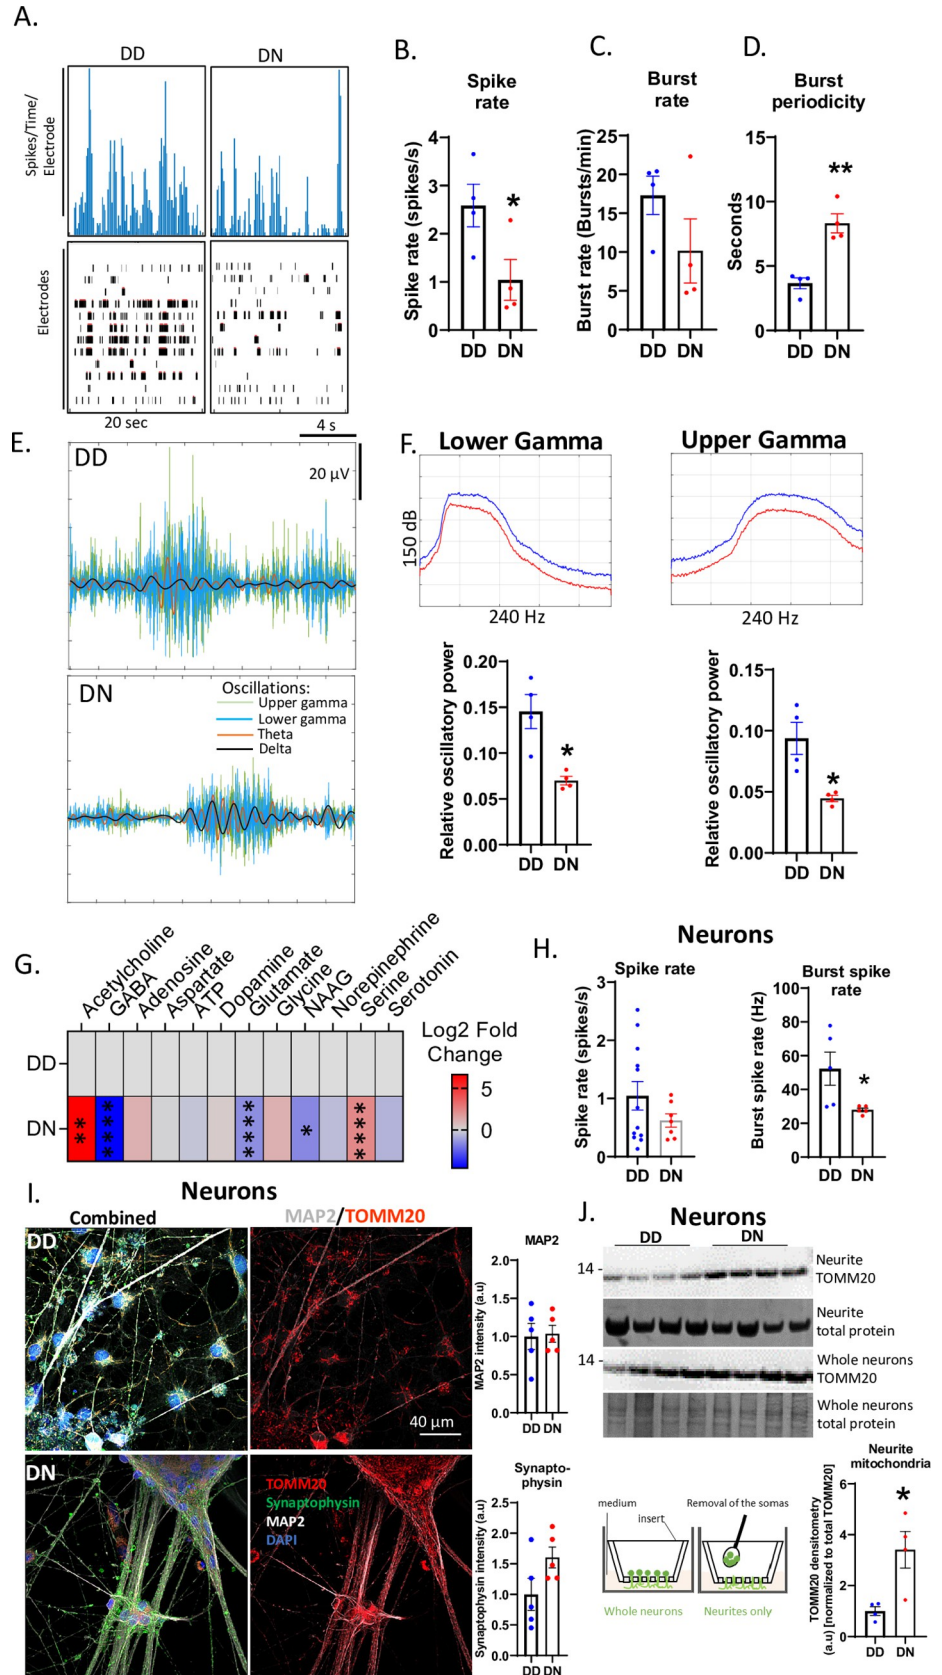 A.
DD
DN
Spikes/Time/
Electrode
Electrodes
20 sec
B.
Spike
rate
Spike rate (spikes/s)
4
3
2
1
0
*
DD DN
C.
Burst
rate
Burst rate (Bursts/min)
25
20
15
10
5
0
DD DN
D.
Burst
periodicity
Seconds
15
10
5
0
**
DD DN
E.
4 s
20 µV
DD
DN
Oscillations:
Upper gamma
Lower gamma
Theta
Delta
F.
Lower Gamma
Upper Gamma
150 dB
240 Hz
240 Hz
Relative oscillatory power
0.20
0.15
0.10
0.05
0.00
*
DD DN
Relative oscillatory power
0.15
0.10
0.05
0.00
*
DD DN
G.
Acetylcholine
GABA
Adenosine
Aspartate
ATP
Dopamine
Glutamate
Glycine
NAAG
Norepinephrine
Serine
Serotonin
DD
DN
**
****
****
*
****
Log2 Fold
Change
5
0
H.
Neurons
Spike rate
Spike rate (spikes/s)
3
2
1
0
DD DN
Burst spike
rate
Burst spike rate (Hz)
100
80
60
40
20
0
*
DD DN
I.
Neurons
Combined
MAP2/TOMM20
DD
40 µm
DN
TOMM20
Synaptophysin
MAP2
DAPI
MAP2
MAP2 intensity (a.u)
2.0
1.5
1.0
0.5
0.0
DD DN
Synapto-
physin
Synaptophysin intensity (a.u)
2.5
2.0
1.5
1.0
0.5
0.0
DD DN
J.
Neurons
DD
DN
14
Neurite
TOMM20
Neurite
total protein
14
Whole neurons
TOMM20
Whole neurons
total protein
medium
insert
Removal of the somas
Whole neurons
Neurites only
Neurite
mitochondria
TOMM20 densitometry
(a.u) [normalized to total TOMM20]
6
4
2
0
*
DD DN